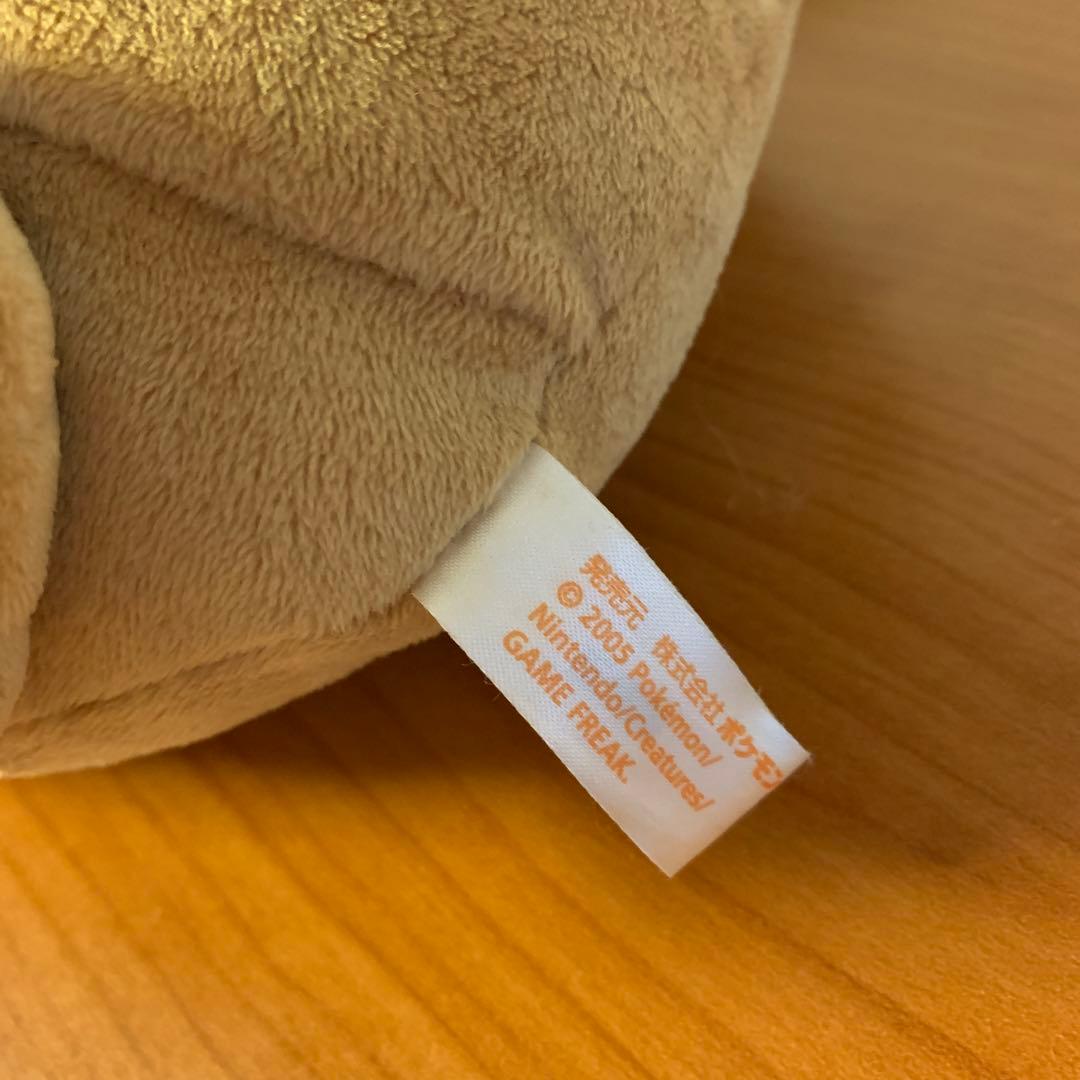 発売元 株式会社ポケモン
© 2005 Pokémon/
Nintendo/Creatures/
GAME FREAK.